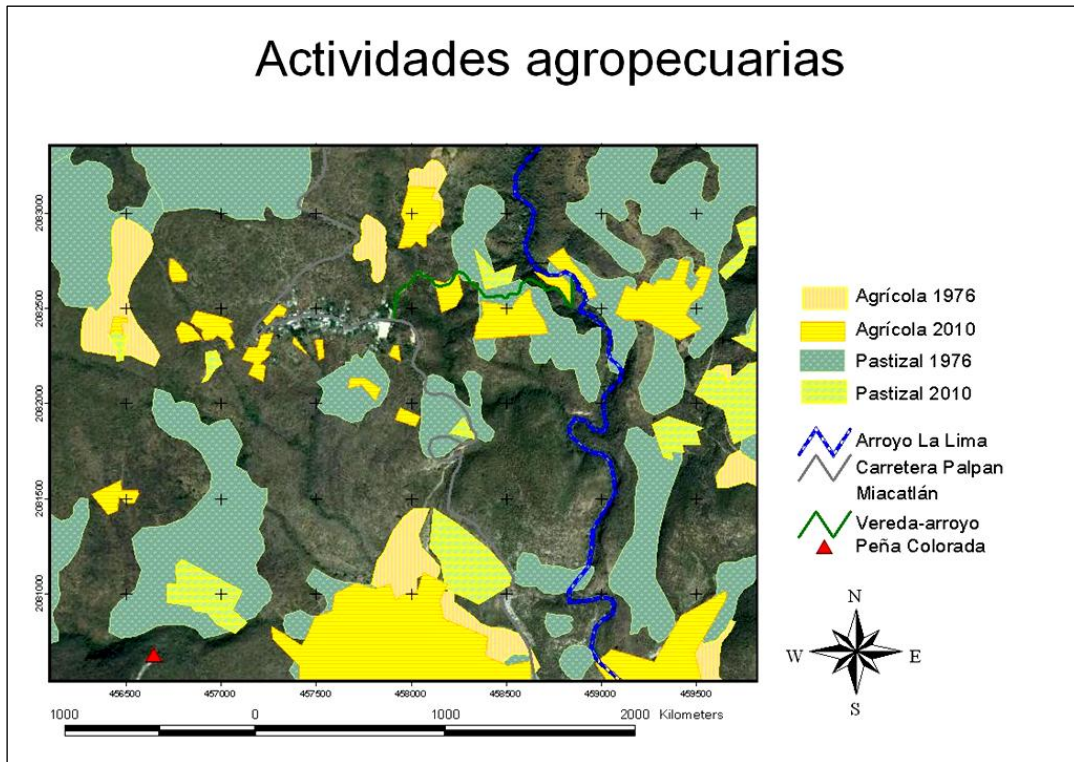 Actividades agropecuarias
2083000
2082500
2082000
2081500
2081000
456500 457000 457500 458000 458500 459000 459500
1000 0 1000 2000 Kilometers
Agrícola 1976
Agrícola 2010
Pastizal 1976
Pastizal 2010
Arroyo La Lima
Carretera Palpan
Miacatlán
Vereda-arroyo
Peña Colorada
N
W E
S